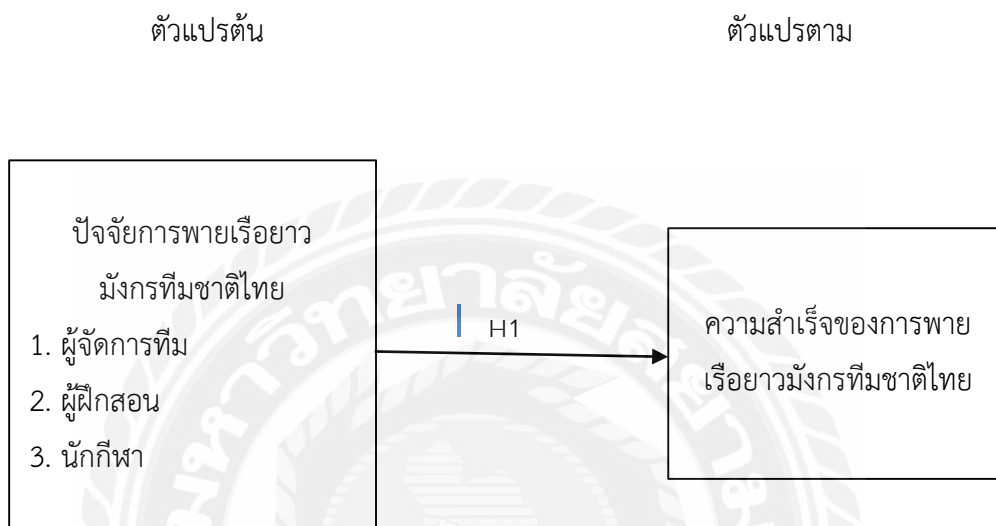 ตัวแปรต้น
ตัวแปรตาม
ปัจจัยการพายเรือยาว
มังกรทีมชาติไทย
1. ผู้จัดการทีม
2. ผู้ฝึกสอน
3. นักกีฬา
H1
ความสำเร็จของการพาย
เรือยาวมังกรทีมชาติไทย